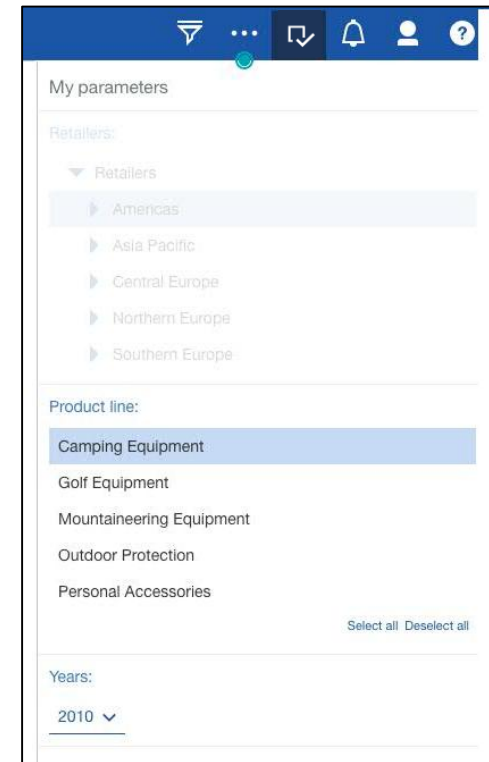 ?
My parameters
Retailers:
Retailers
Americas
Asia Pacific
Central Europe
Northern Europe
Southern Europe
Product line:
Camping Equipment
Golf Equipment
Mountaineering Equipment
Outdoor Protection
Personal Accessories
Select all Deselect all
Years:
2010